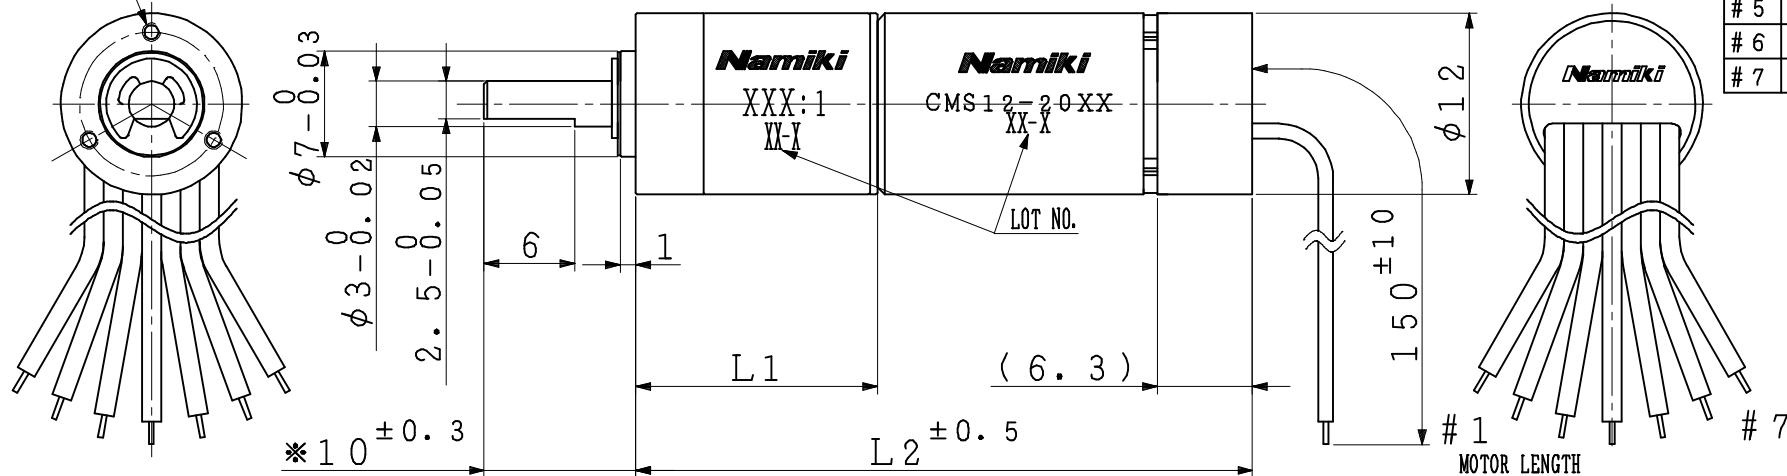 # 5
# 6
# 7
Namiki
XXX:1
XX-X
Namiki
CMS12-20XX
XX-X
Namiki
LOT NO.
φ7 0 -0.03
φ3 0 -0.02
2.5 0 -0.05
6
1
φ12
150 ±10
L1
(6.3)
※10 ±0.3
L2 ±0.5
# 1
# 7
MOTOR LENGTH